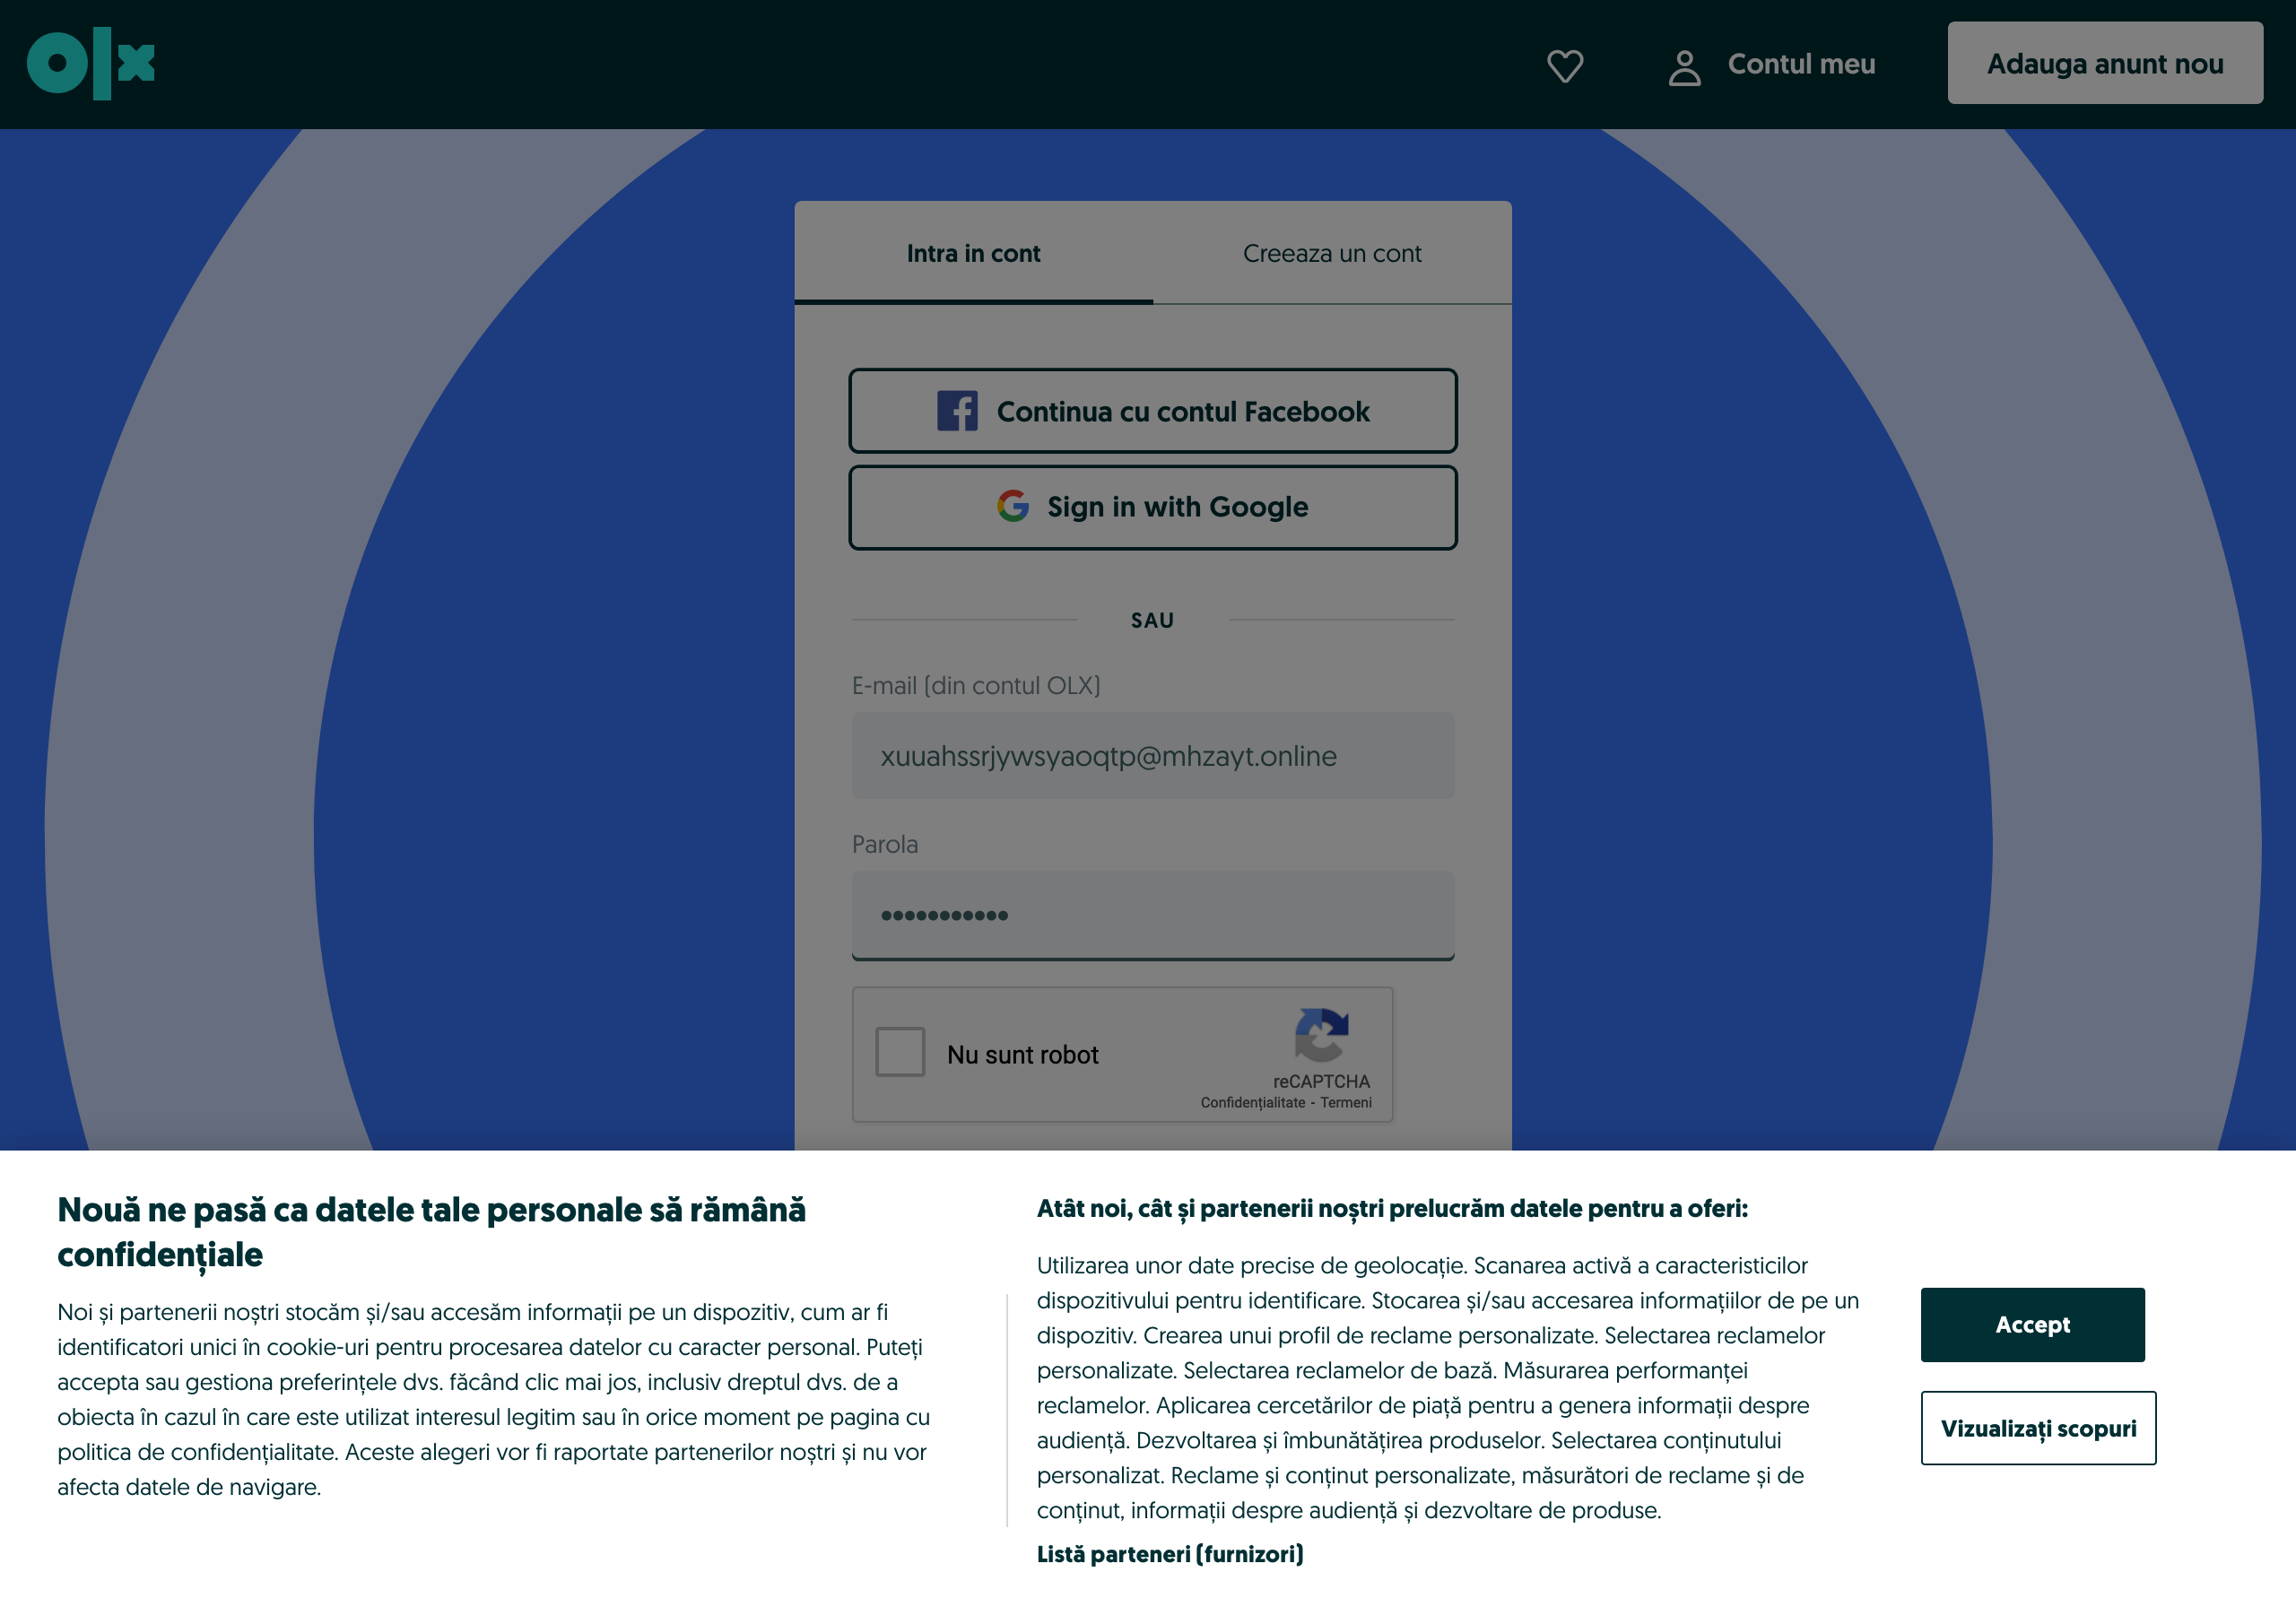 olx
Contul meu
Adauga anunt nou
Intra in cont
Creeaza un cont
Continua cu contul Facebook
Sign in with Google
SAU
E-mail (din contul OLX)
xuuahssrjywsyaoqtp@mhzayt.online
Parola
•••••••••••
Nu sunt robot
reCAPTCHA
Confidențialitate - Termeni
Nouă ne pasă ca datele tale personale să rămână
confidențiale
Noi și partenerii noștri stocăm și/sau accesăm informații pe un dispozitiv, cum ar fi
identificatori unici în cookie-uri pentru procesarea datelor cu caracter personal. Puteți
accepta sau gestiona preferințele dvs. făcând clic mai jos, inclusiv dreptul dvs. de a
obiecta în cazul în care este utilizat interesul legitim sau în orice moment pe pagina cu
politica de confidențialitate. Aceste alegeri vor fi raportate partenerilor noștri și nu vor
afecta datele de navigare.
Atât noi, cât și partenerii noștri prelucrăm datele pentru a oferi:
Utilizarea unor date precise de geolocație. Scanarea activă a caracteristicilor
dispozitivului pentru identificare. Stocarea și/sau accesarea informațiilor de pe un
dispozitiv. Crearea unui profil de reclame personalizate. Selectarea reclamelor
personalizate. Selectarea reclamelor de bază. Măsurarea performanței
reclamelor. Aplicarea cercetărilor de piață pentru a genera informații despre
audiență. Dezvoltarea și îmbunătățirea produselor. Selectarea conținutului
personalizat. Reclame și conținut personalizate, măsurători de reclame și de
conținut, informații despre audiență și dezvoltare de produse.
Listă parteneri (furnizori)
Accept
Vizualizați scopuri